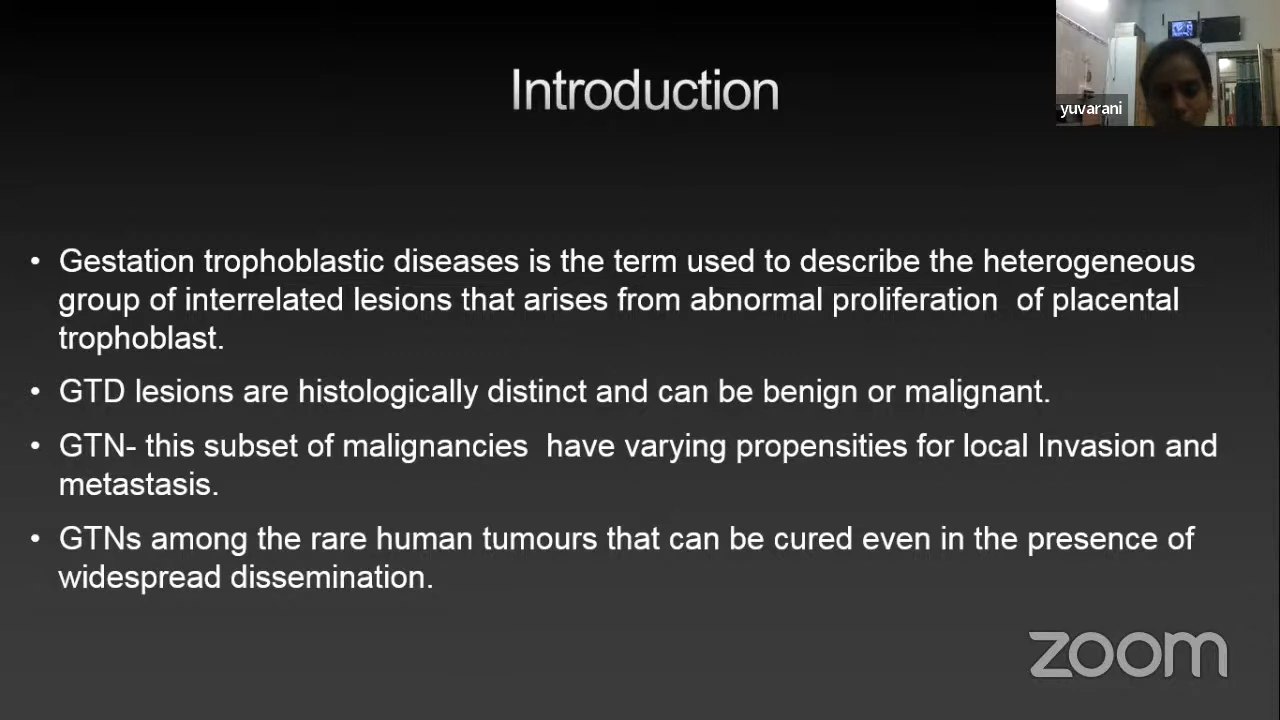 Introduction
yuvarani
• Gestation trophoblastic diseases is the term used to describe the heterogeneous
group of interrelated lesions that arises from abnormal proliferation  of placental
trophoblast.
• GTD lesions are histologically distinct and can be benign or malignant.
• GTN- this subset of malignancies  have varying propensities for local Invasion and
metastasis.
• GTNs among the rare human tumours that can be cured even in the presence of
widespread dissemination.
zoom